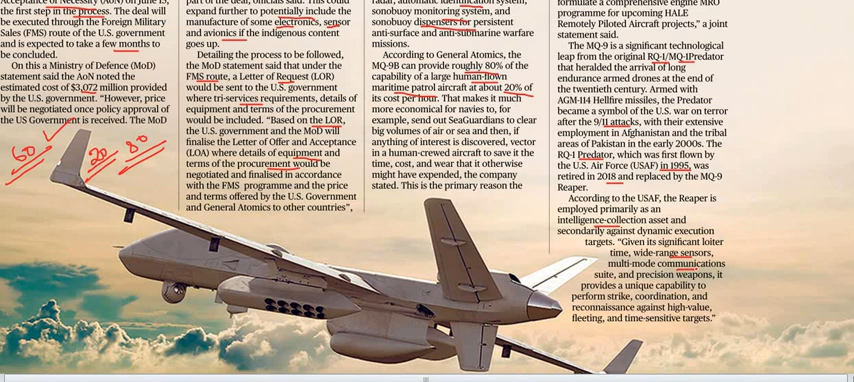 Acceptance of Necessity (AoN) on June 15,
the first step in the process. The deal will
be executed through the Foreign Military
Sales (FMS) route of the U.S. government
and is expected to take a few months to
be concluded.
On this a Ministry of Defence (MoD)
statement said the AoN noted the
estimated cost of $3,072 million provided
by the U.S. government. “However, price
will be negotiated once policy approval of
the US Government is received. The MoD
60
20
80
part of the deal, officials said. This could
expand further to potentially include the
manufacture of some electronics, sensor
and avionics if the indigenous content
goes up.
Detailing the process to be followed,
the MoD statement said that under the
FMS route, a Letter of Request (LOR)
would be sent to the U.S. government
where tri-services requirements, details of
equipment and terms of the procurement
would be included. “Based on the LOR,
the U.S. government and the MoD will
finalise the Letter of Offer and Acceptance
(LOA) where details of equipment and
terms of the procurement would be
negotiated and finalised in accordance
with the FMS programme and the price
and terms offered by the U.S. Government
and General Atomics to other countries”,
radar, automatic identification system,
sonobuoy monitoring system, and
sonobuoy dispensers for persistent
anti-surface and anti-submarine warfare
missions.
According to General Atomics, the
MQ-9B can provide roughly 80% of the
capability of a large human-flown
maritime patrol aircraft at about 20% of
its cost per hour. That makes it much
more economical for navies to, for
example, send out SeaGuardians to clear
big volumes of air or sea and then, if
anything of interest is discovered, vector
in a human-crewed aircraft to save it the
time, cost, and wear that it otherwise
might have expended, the company
stated. This is the primary reason the
formulate a comprehensive engine MRO
programme for upcoming HALE
Remotely Piloted Aircraft projects,” a joint
statement said.
The MQ-9 is a significant technological
leap from the original RQ-1/MQ-1Predator
that heralded the arrival of long
endurance armed drones at the end of
the twentieth century. Armed with
AGM-114 Hellfire missiles, the Predator
became a symbol of the U.S. war on terror
after the 9/11 attacks, with their extensive
employment in Afghanistan and the tribal
areas of Pakistan in the early 2000s. The
RQ-1 Predator, which was first flown by
the U.S. Air Force (USAF) in 1995, was
retired in 2018 and replaced by the MQ-9
Reaper.
According to the USAF, the Reaper is
employed primarily as an
intelligence-collection asset and
secondarily against dynamic execution
targets. “Given its significant loiter
time, wide-range sensors,
multi-mode communications
suite, and precision weapons, it
provides a unique capability to
perform strike, coordination, and
reconnaissance against high-value,
fleeting, and time-sensitive targets.”